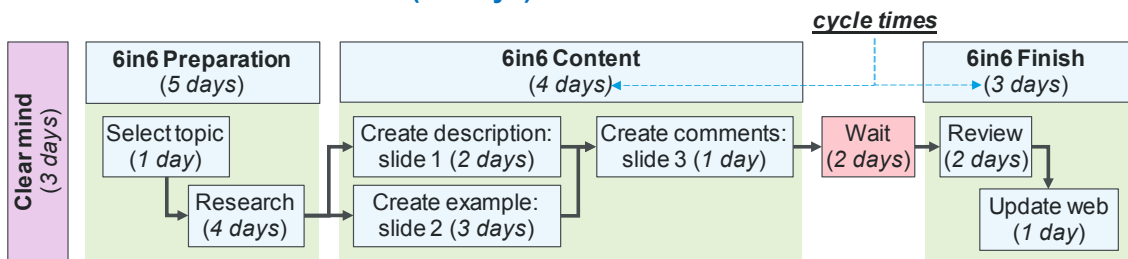 cycle times
Clear mind
(3 days)
6in6 Preparation
(5 days)
6in6 Content
(4 days)
6in6 Finish
(3 days)
Select topic
(1 day)
Research
(4 days)
Create description:
slide 1 (2 days)
Create example:
slide 2 (3 days)
Create comments:
slide 3 (1 day)
Wait
(2 days)
Review
(2 days)
Update web
(1 day)